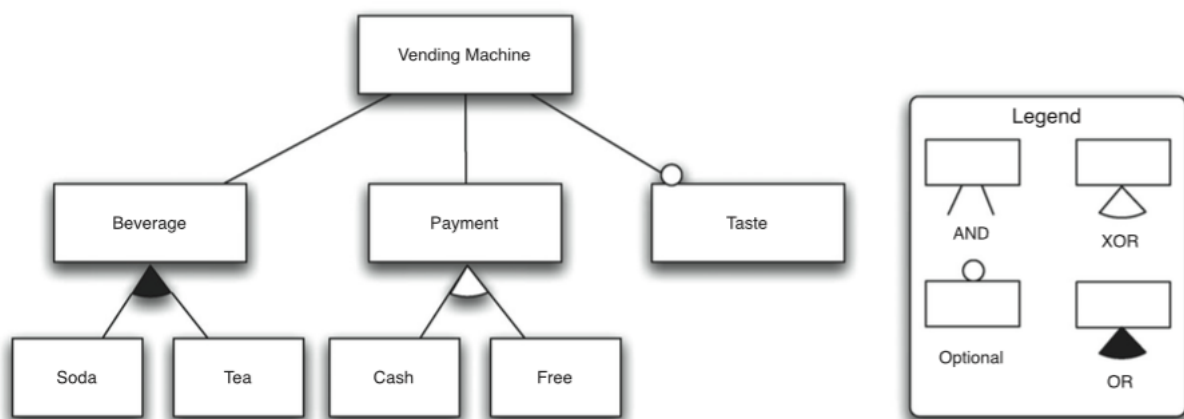 Vending Machine
Legend
Beverage
Payment
Taste
AND
XOR
Soda
Tea
Cash
Free
Optional
OR